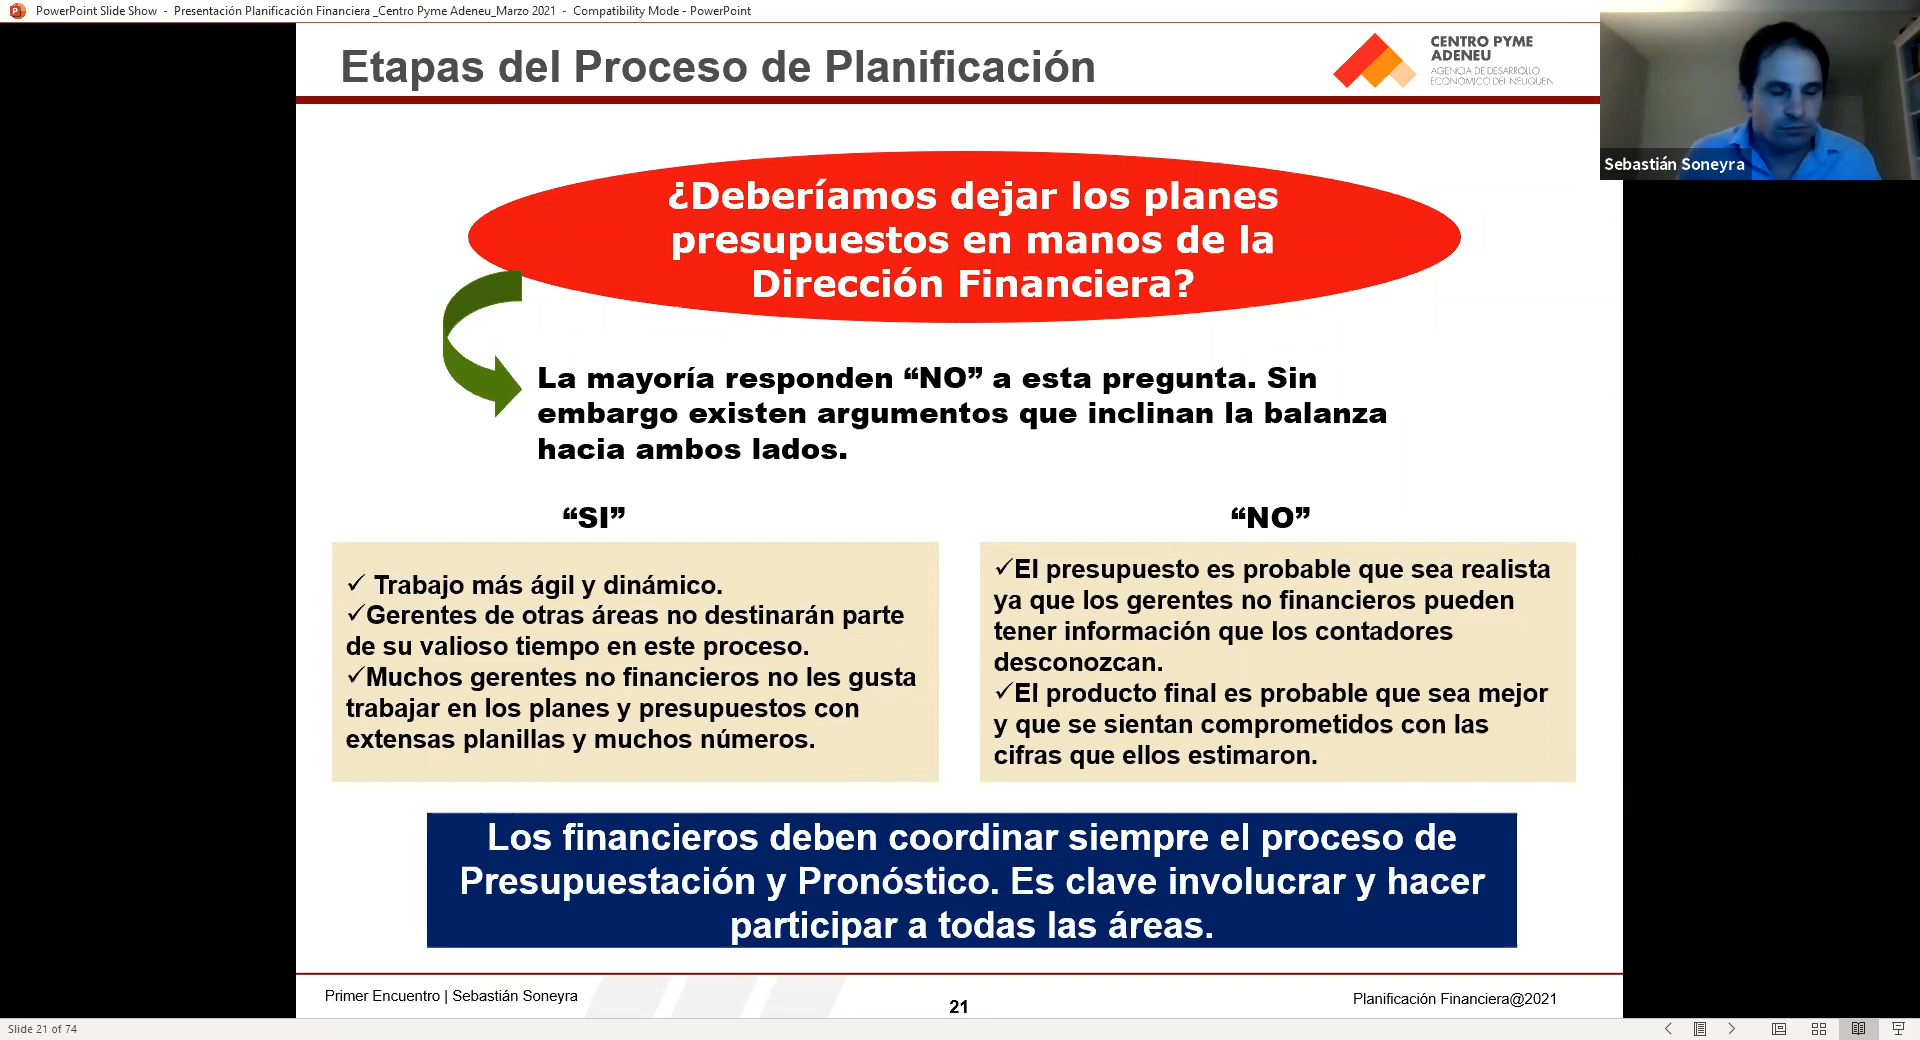 PowerPoint Slide Show - Presentación Planificación Financiera _Centro Pyme Adeneu_Marzo 2021 - Compatibility Mode - PowerPoint
Etapas del Proceso de Planificación
CENTRO PYME
ADENEU
AGENCIA DE DESARROLLO
ECONOMICO DEL NEUQUEN
Sebastián Soneyra
¿Deberíamos dejar los planes
presupuestos en manos de la
Dirección Financiera?
La mayoría responden “NO” a esta pregunta. Sin
embargo existen argumentos que inclinan la balanza
hacia ambos lados.
“SI”
✓ Trabajo más ágil y dinámico.
✓Gerentes de otras áreas no destinarán parte
de su valioso tiempo en este proceso.
✓Muchos gerentes no financieros no les gusta
trabajar en los planes y presupuestos con
extensas planillas y muchos números.
“NO”
✓El presupuesto es probable que sea realista
ya que los gerentes no financieros pueden
tener información que los contadores
desconozcan.
✓El producto final es probable que sea mejor
y que se sientan comprometidos con las
cifras que ellos estimaron.
Los financieros deben coordinar siempre el proceso de
Presupuestación y Pronóstico. Es clave involucrar y hacer
participar a todas las áreas.
Primer Encuentro | Sebastián Soneyra
21
Planificación Financiera@2021
Slide 21 of 74